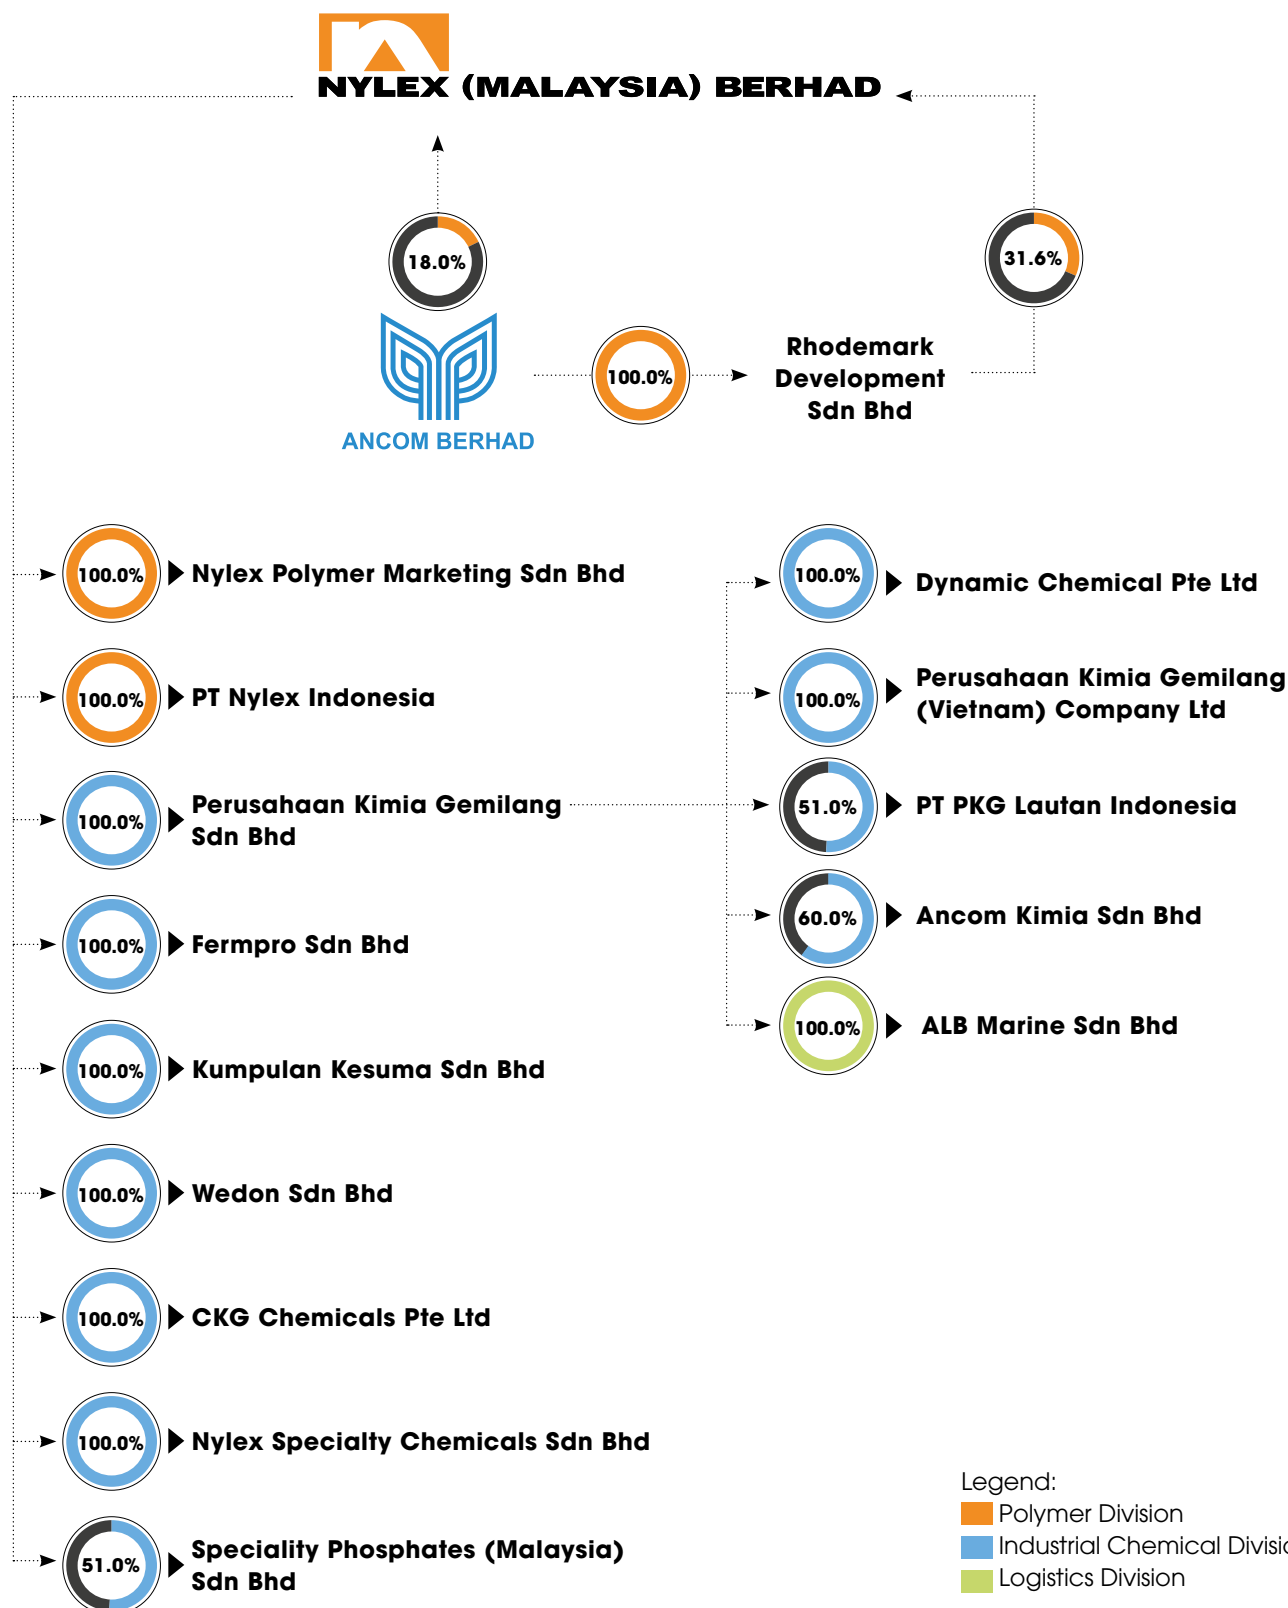 NYLEX (MALAYSIA) BERHAD
18.0%
31.6%
ANCOM BERHAD
100.0%
Rhodemark
Development
Sdn Bhd
100.0%
Nylex Polymer Marketing Sdn Bhd
100.0%
PT Nylex Indonesia
100.0%
Perusahaan Kimia Gemilang
Sdn Bhd
100.0%
Fermpro Sdn Bhd
100.0%
Kumpulan Kesuma Sdn Bhd
100.0%
Wedon Sdn Bhd
100.0%
CKG Chemicals Pte Ltd
100.0%
Nylex Specialty Chemicals Sdn Bhd
51.0%
Speciality Phosphates (Malaysia)
Sdn Bhd
100.0%
Dynamic Chemical Pte Ltd
100.0%
Perusahaan Kimia Gemilang
(Vietnam) Company Ltd
51.0%
PT PKG Lautan Indonesia
60.0%
Ancom Kimia Sdn Bhd
100.0%
ALB Marine Sdn Bhd
Legend:
Polymer Division
Industrial Chemical Divisi
Logistics Division